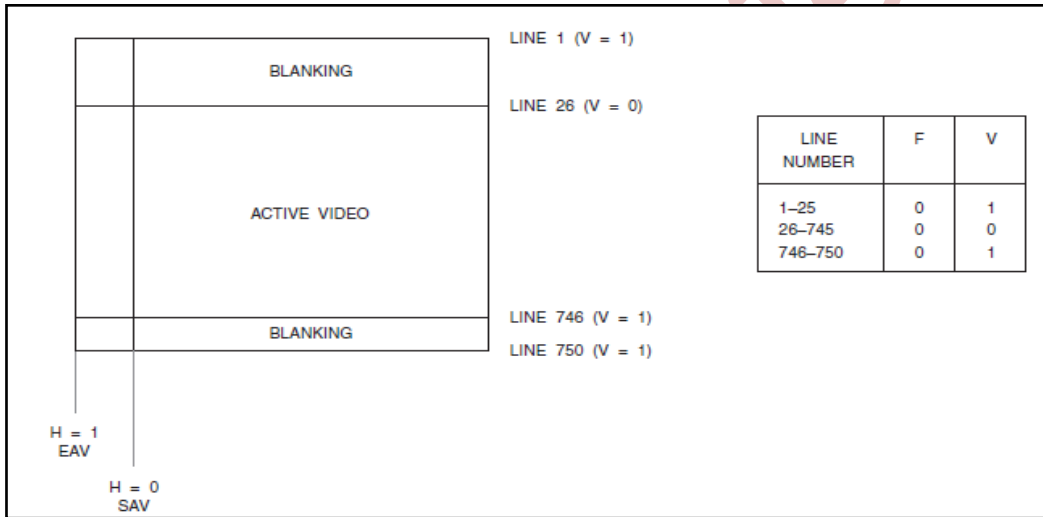 LINE 1 (V = 1)
BLANKING
LINE 26 (V = 0)
LINE NUMBER F V
ACTIVE VIDEO
1–25 0 1
26–745 0 0
746–750 0 1
LINE 746 (V = 1)
BLANKING
LINE 750 (V = 1)
H = 1
EAV
H = 0
SAV